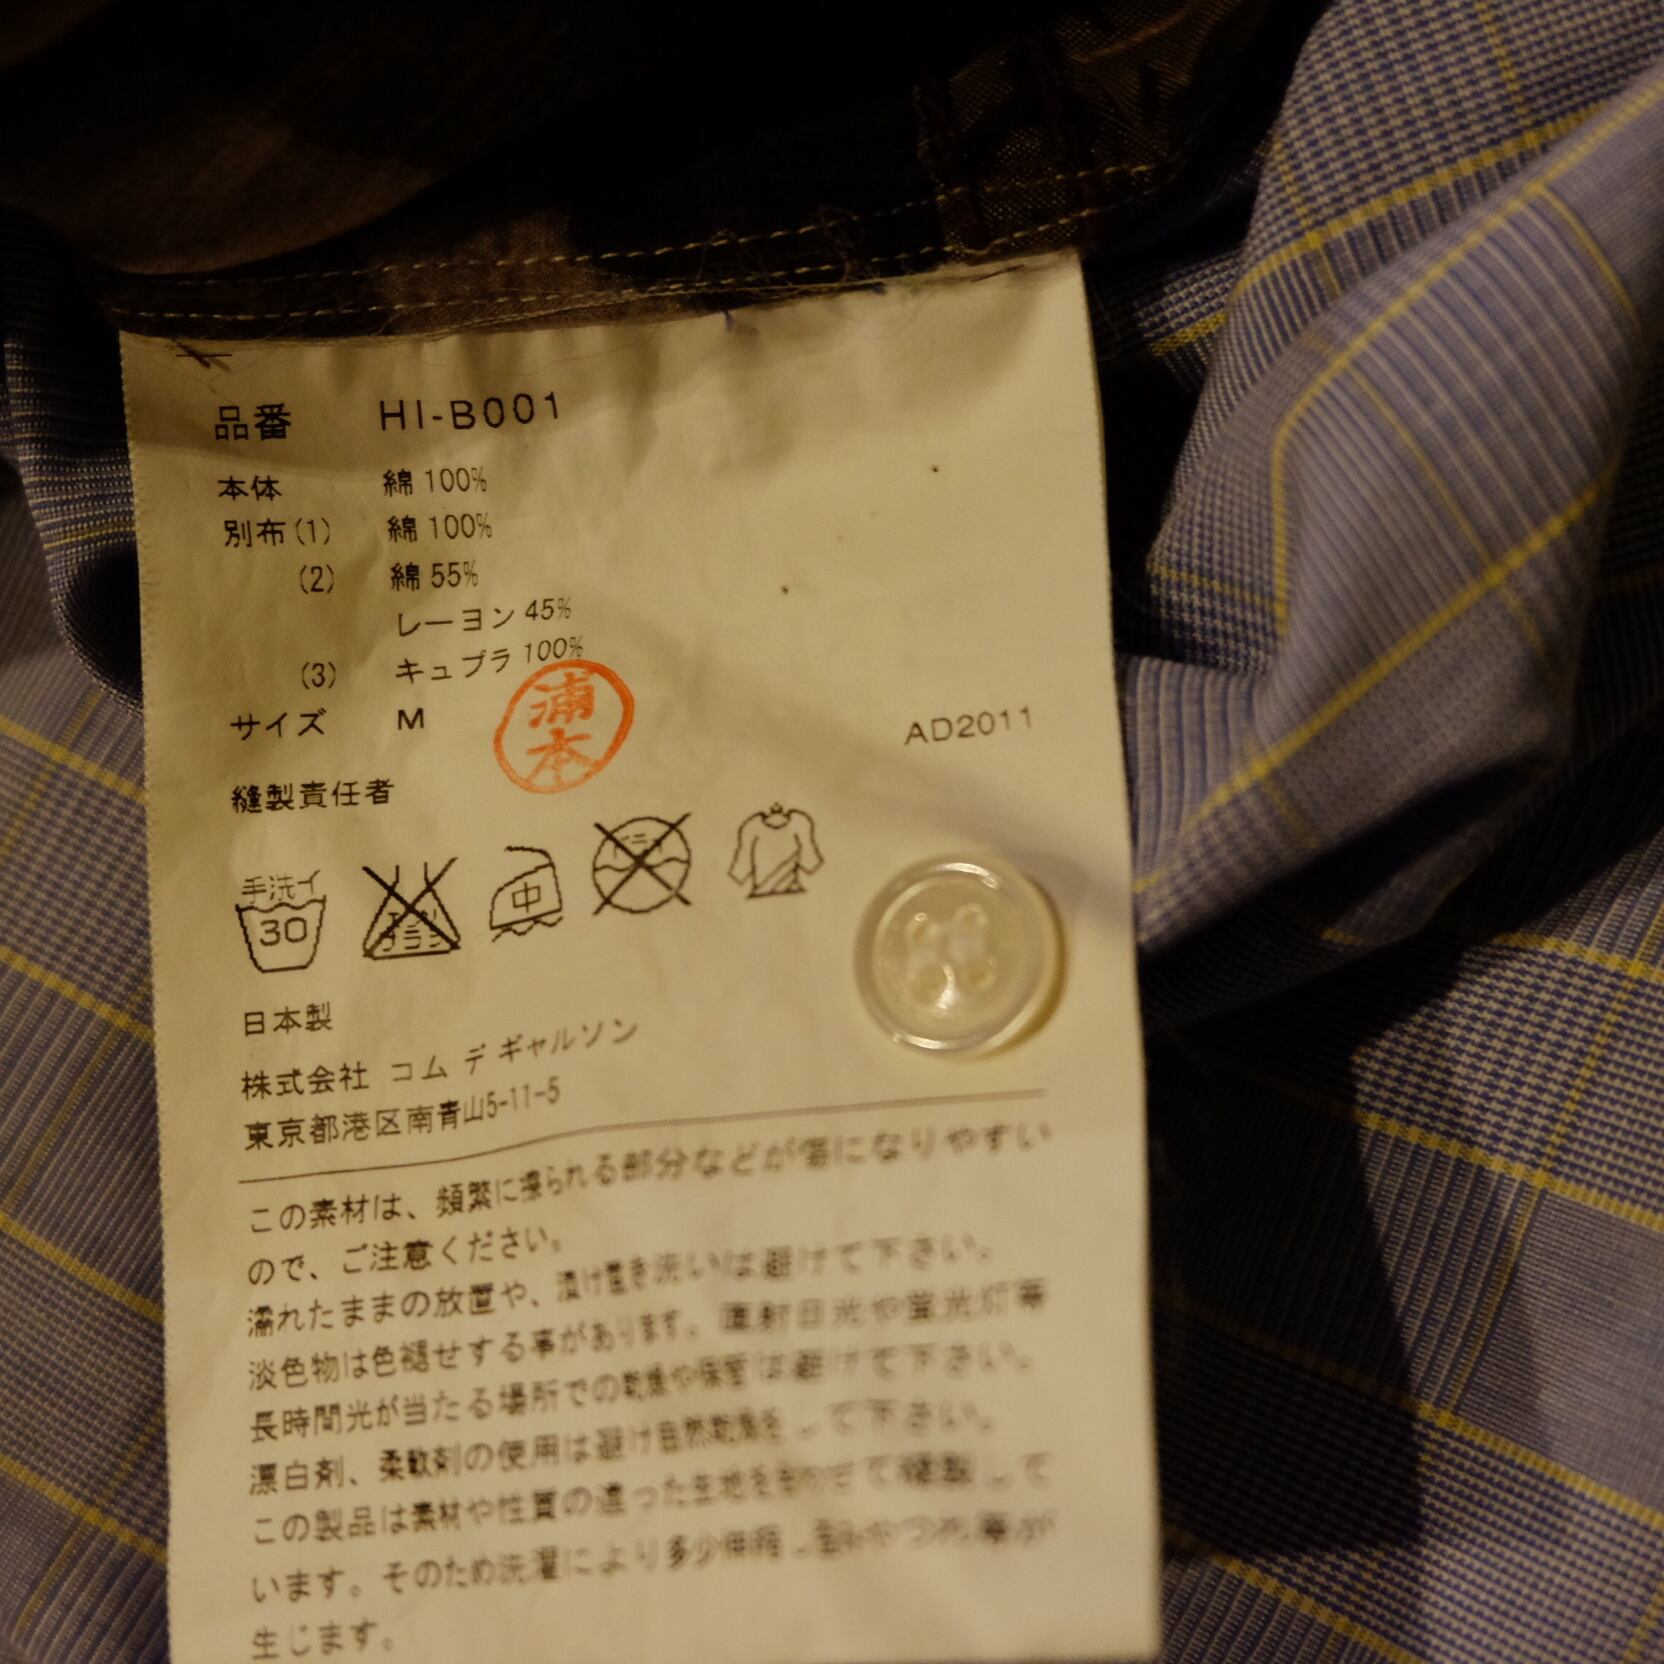 品番 HI-B001
本体 綿 100%
別布(1) 綿 100%
(2) 綿 55%
レーヨン 45%
(3) キュプラ 100%
サイズ M
浦本
AD2011
縫製責任者
手洗イ
30
中
日本製
株式会社 コム デ ギャルソン
東京都港区南青山5-11-5
この素材は、頻繁に擦られる部分などが傷になりやすい
ので、ご注意ください。
濡れたままの放置や、漬け置き洗いは避けて下さい。
淡色物は色褪せする事があります。直射日光や蛍光灯等
長時間光が当たる場所での乾燥や保管は避けて下さい。
漂白剤、柔軟剤の使用は避け自然乾燥をして下さい。
この製品は素材や性質の違った生地を合わせて縫製して
います。そのため洗濯により多少伸縮、歪みやつれ等が
生じます。